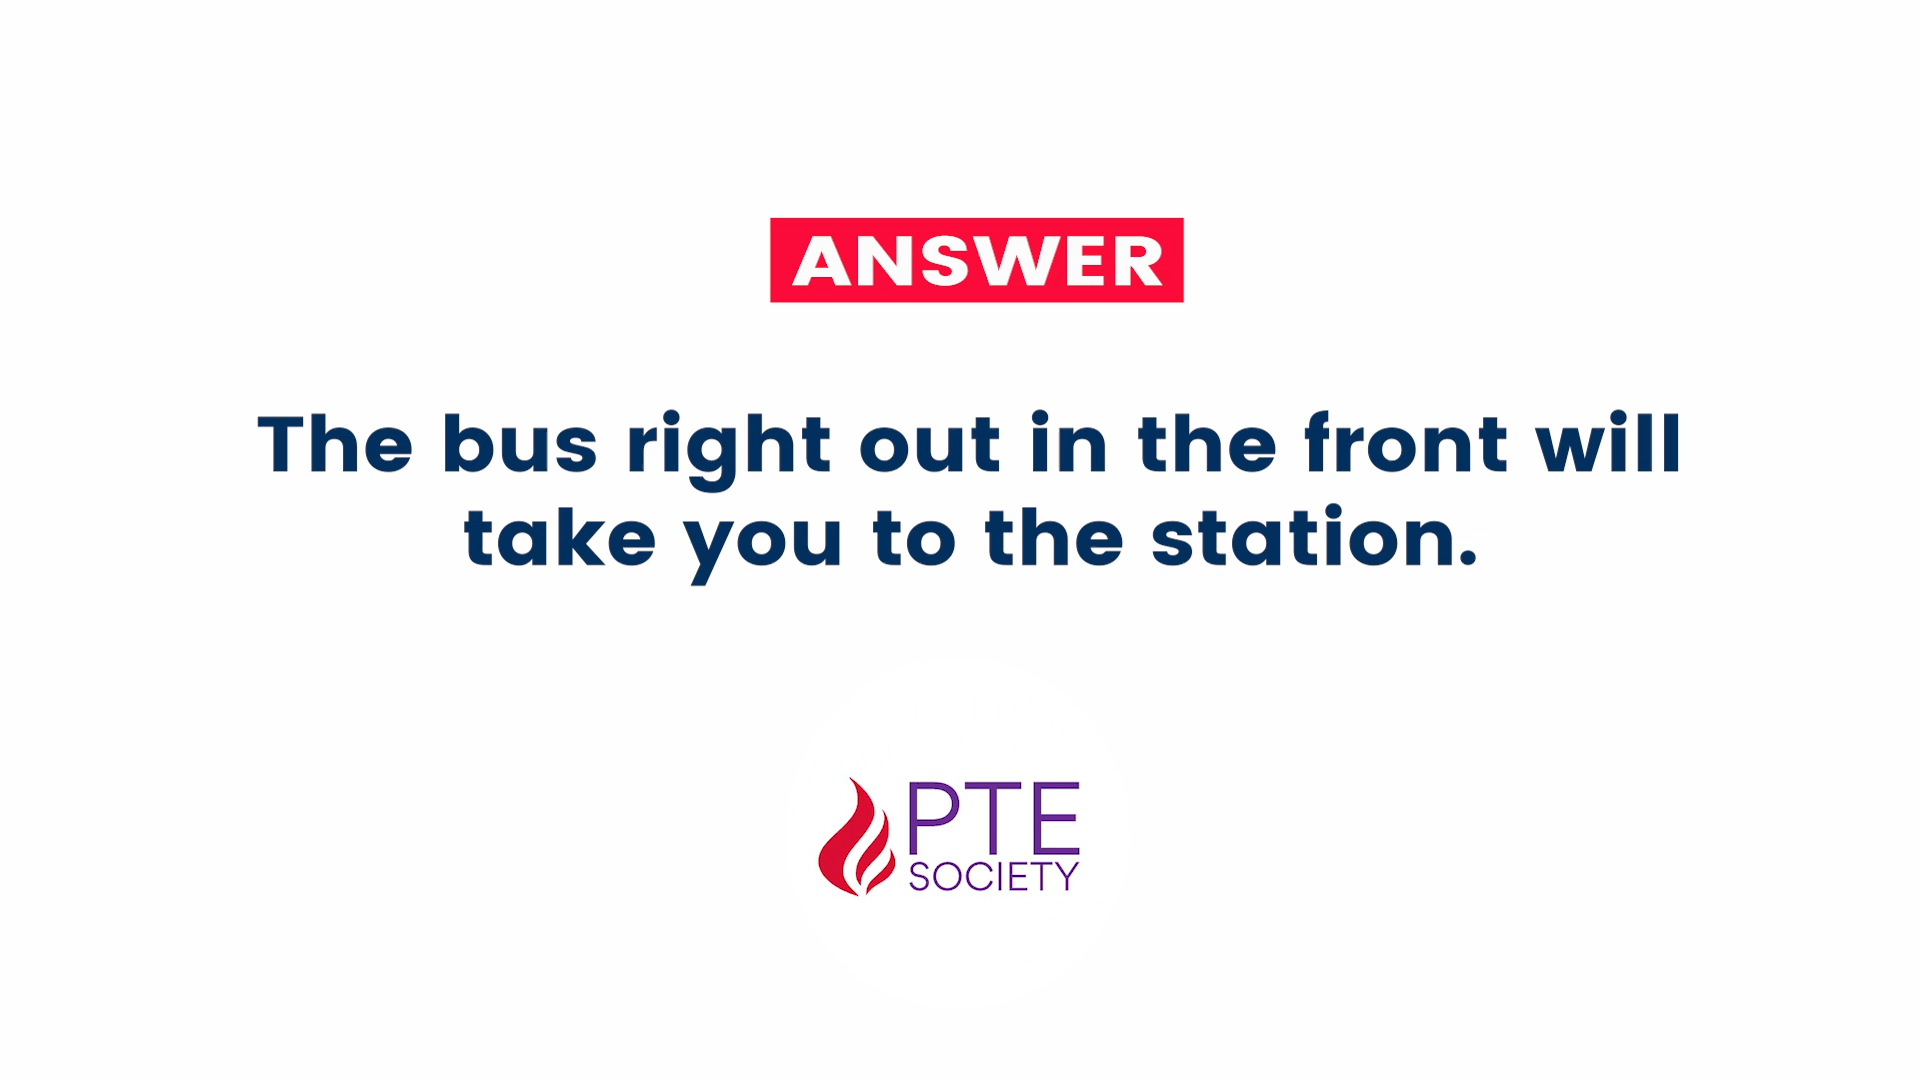 ANSWER
The bus right out in the front will
take you to the station.
PTE
SOCIETY